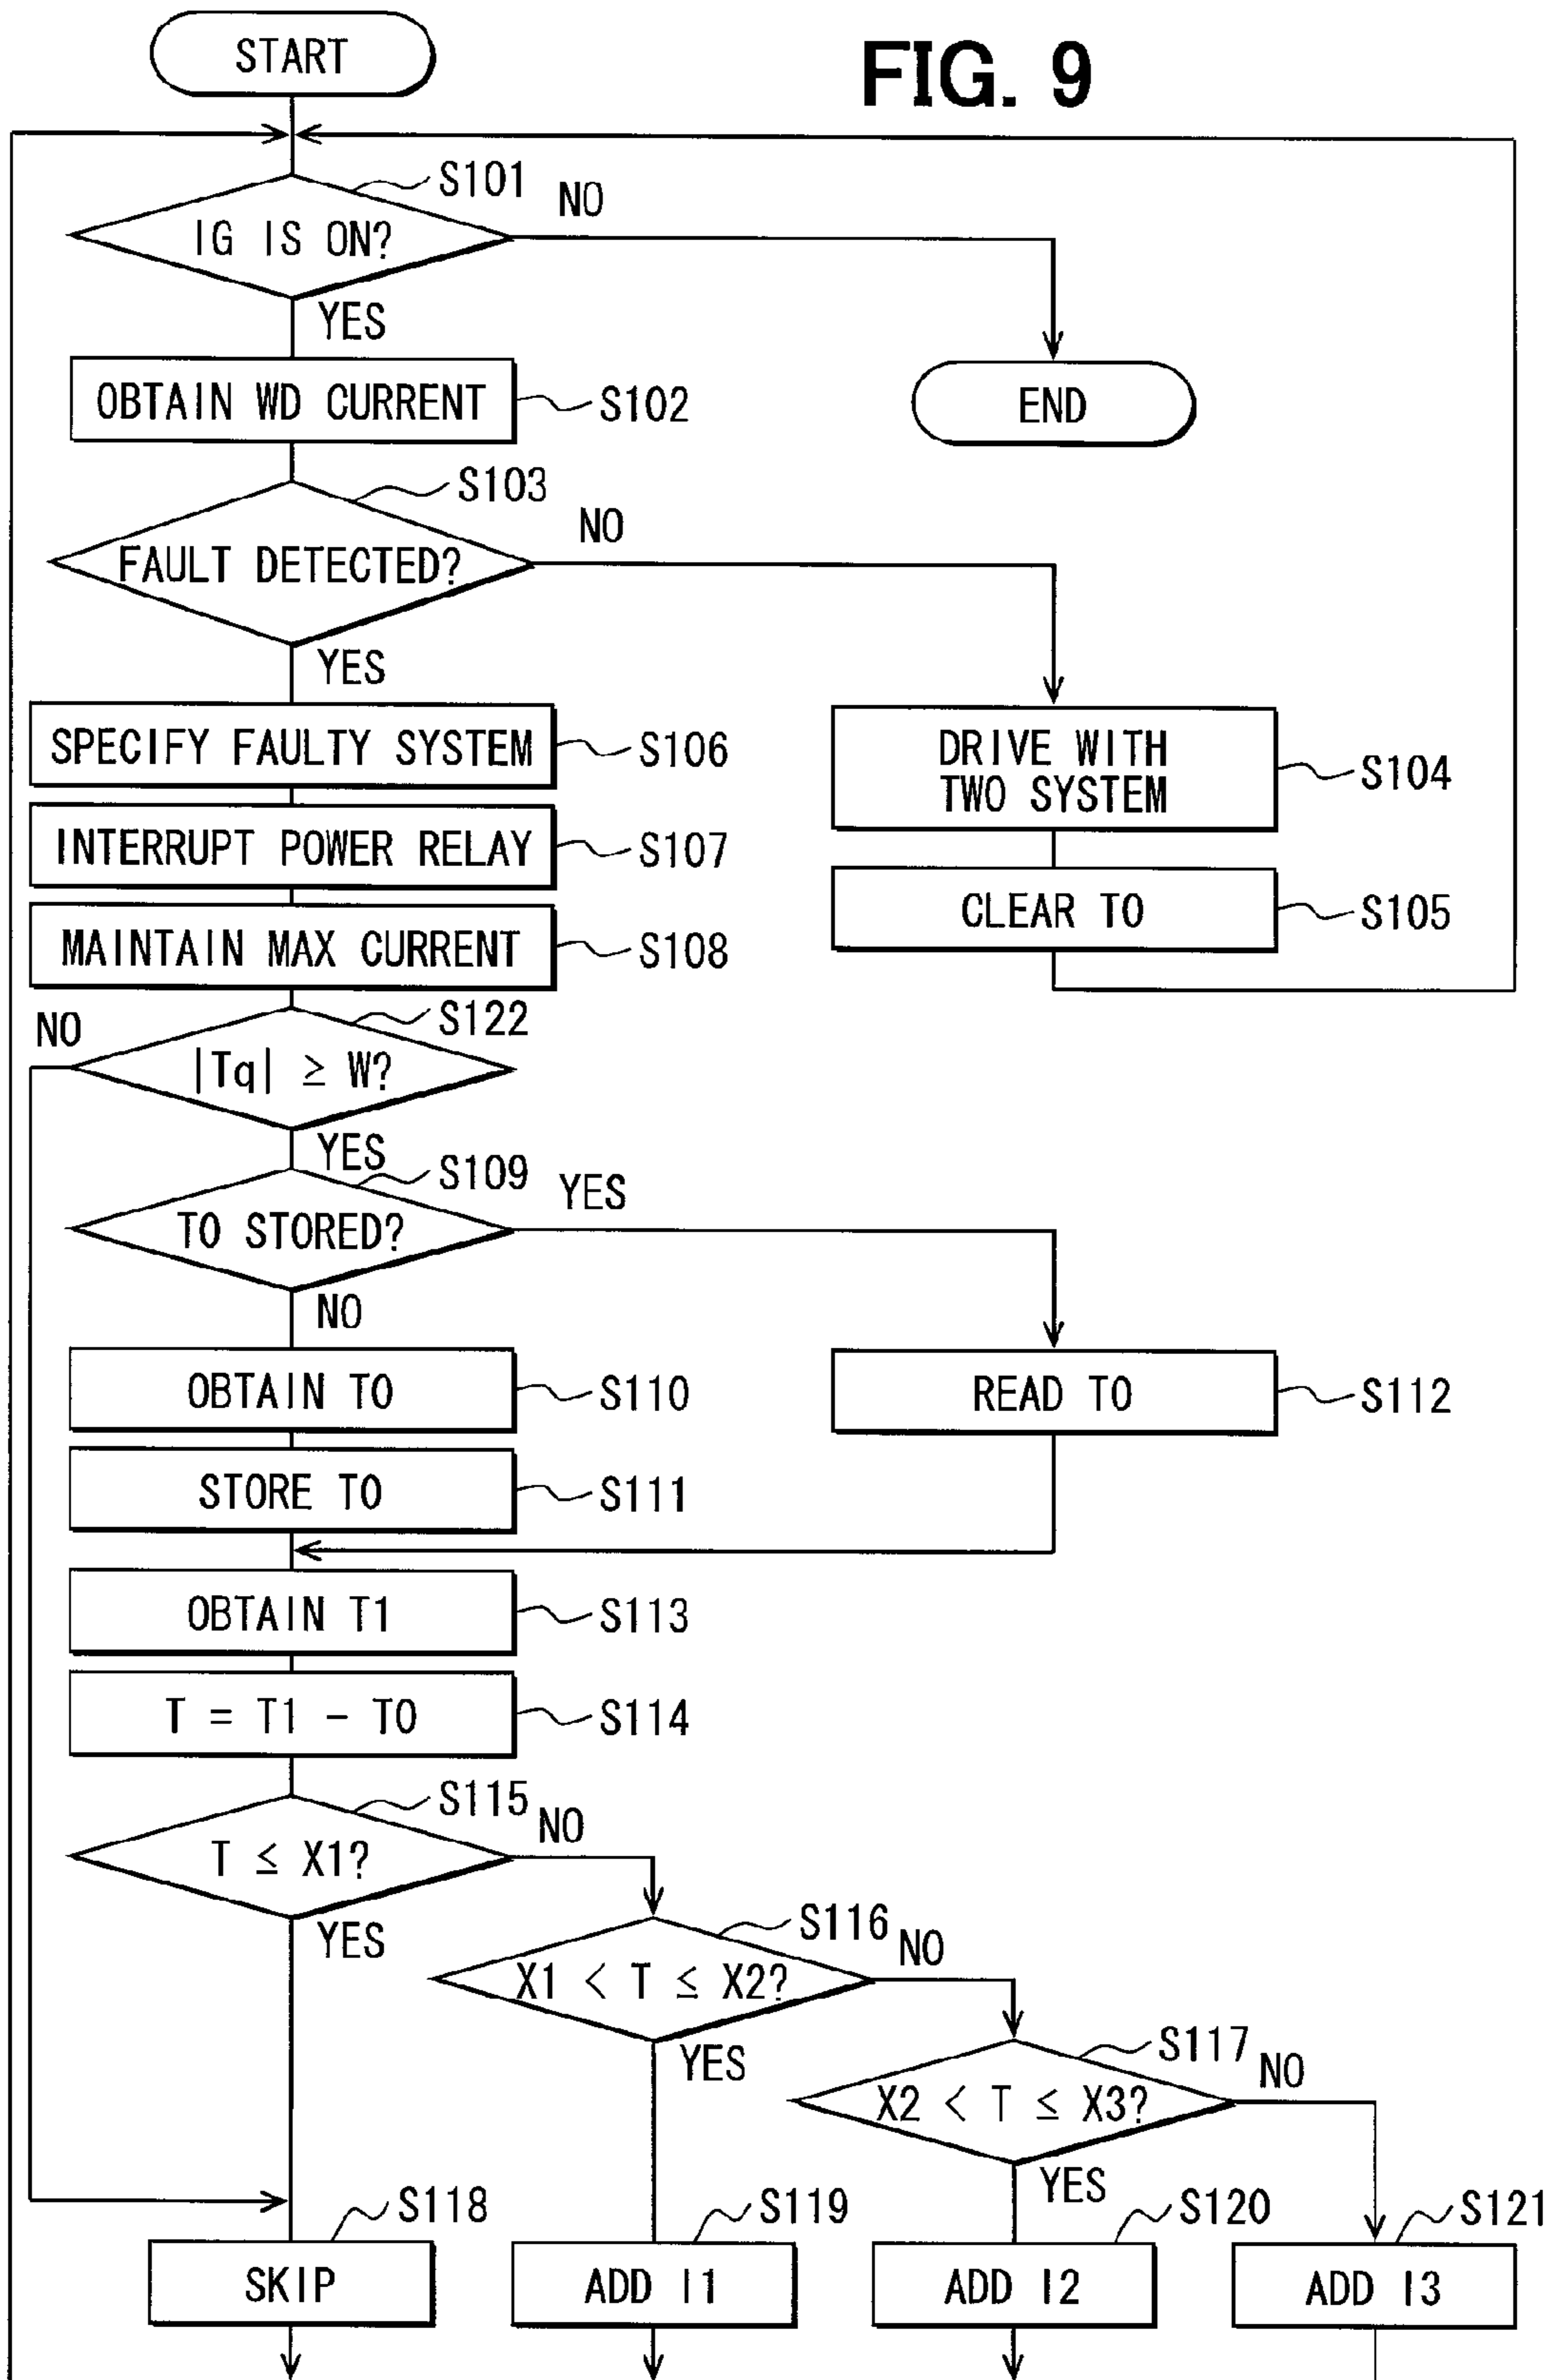 START
FIG. 9
S101
IG IS ON?
NO
YES
OBTAIN WD CURRENT
S102
END
S103
FAULT DETECTED?
NO
YES
SPECIFY FAULTY SYSTEM
S106
INTERRUPT POWER RELAY
S107
MAINTAIN MAX CURRENT
S108
DRIVE WITH
TWO SYSTEM
S104
CLEAR T0
S105
S122
NO
|Tq| ≥ W?
YES
S109
T0 STORED?
YES
NO
OBTAIN T0
S110
READ T0
S112
STORE T0
S111
OBTAIN T1
S113
T = T1 - T0
S114
S115
T ≤ X1?
NO
YES
S116
X1 < T ≤ X2?
NO
YES
S117
X2 < T ≤ X3?
NO
YES
S118
SKIP
S119
ADD I1
S120
ADD I2
S121
ADD I3